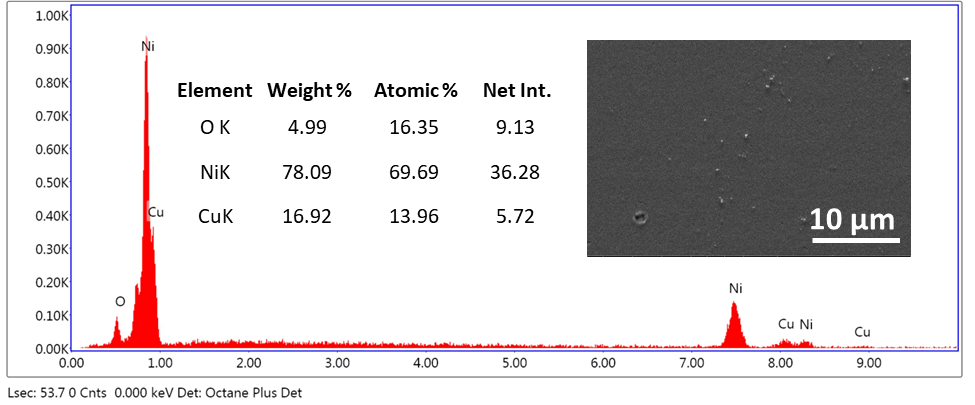 1.00K
0.90K
0.80K
0.70K
0.60K
0.50K
0.40K
0.30K
0.20K
0.10K
0.00K
Ni
Cu
O
Element Weight % Atomic % Net Int.
O K 4.99 16.35 9.13
NiK 78.09 69.69 36.28
CuK 16.92 13.96 5.72
10 µm
Ni
Cu Ni
Cu
0.00 1.00 2.00 3.00 4.00 5.00 6.00 7.00 8.00 9.00
Lsec: 53.7 0 Cnts 0.000 keV Det: Octane Plus Det